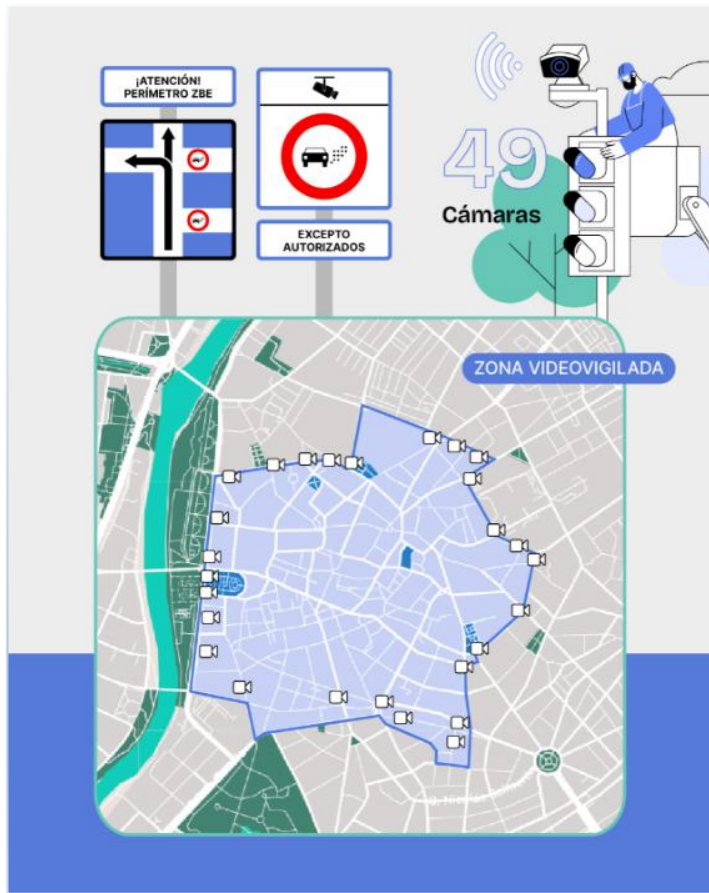 ¡ATENCIÓN!
PERÍMETRO ZBE
EXCEPTO
AUTORIZADOS
49
Cámaras
ZONA VIDEOVIGILADA